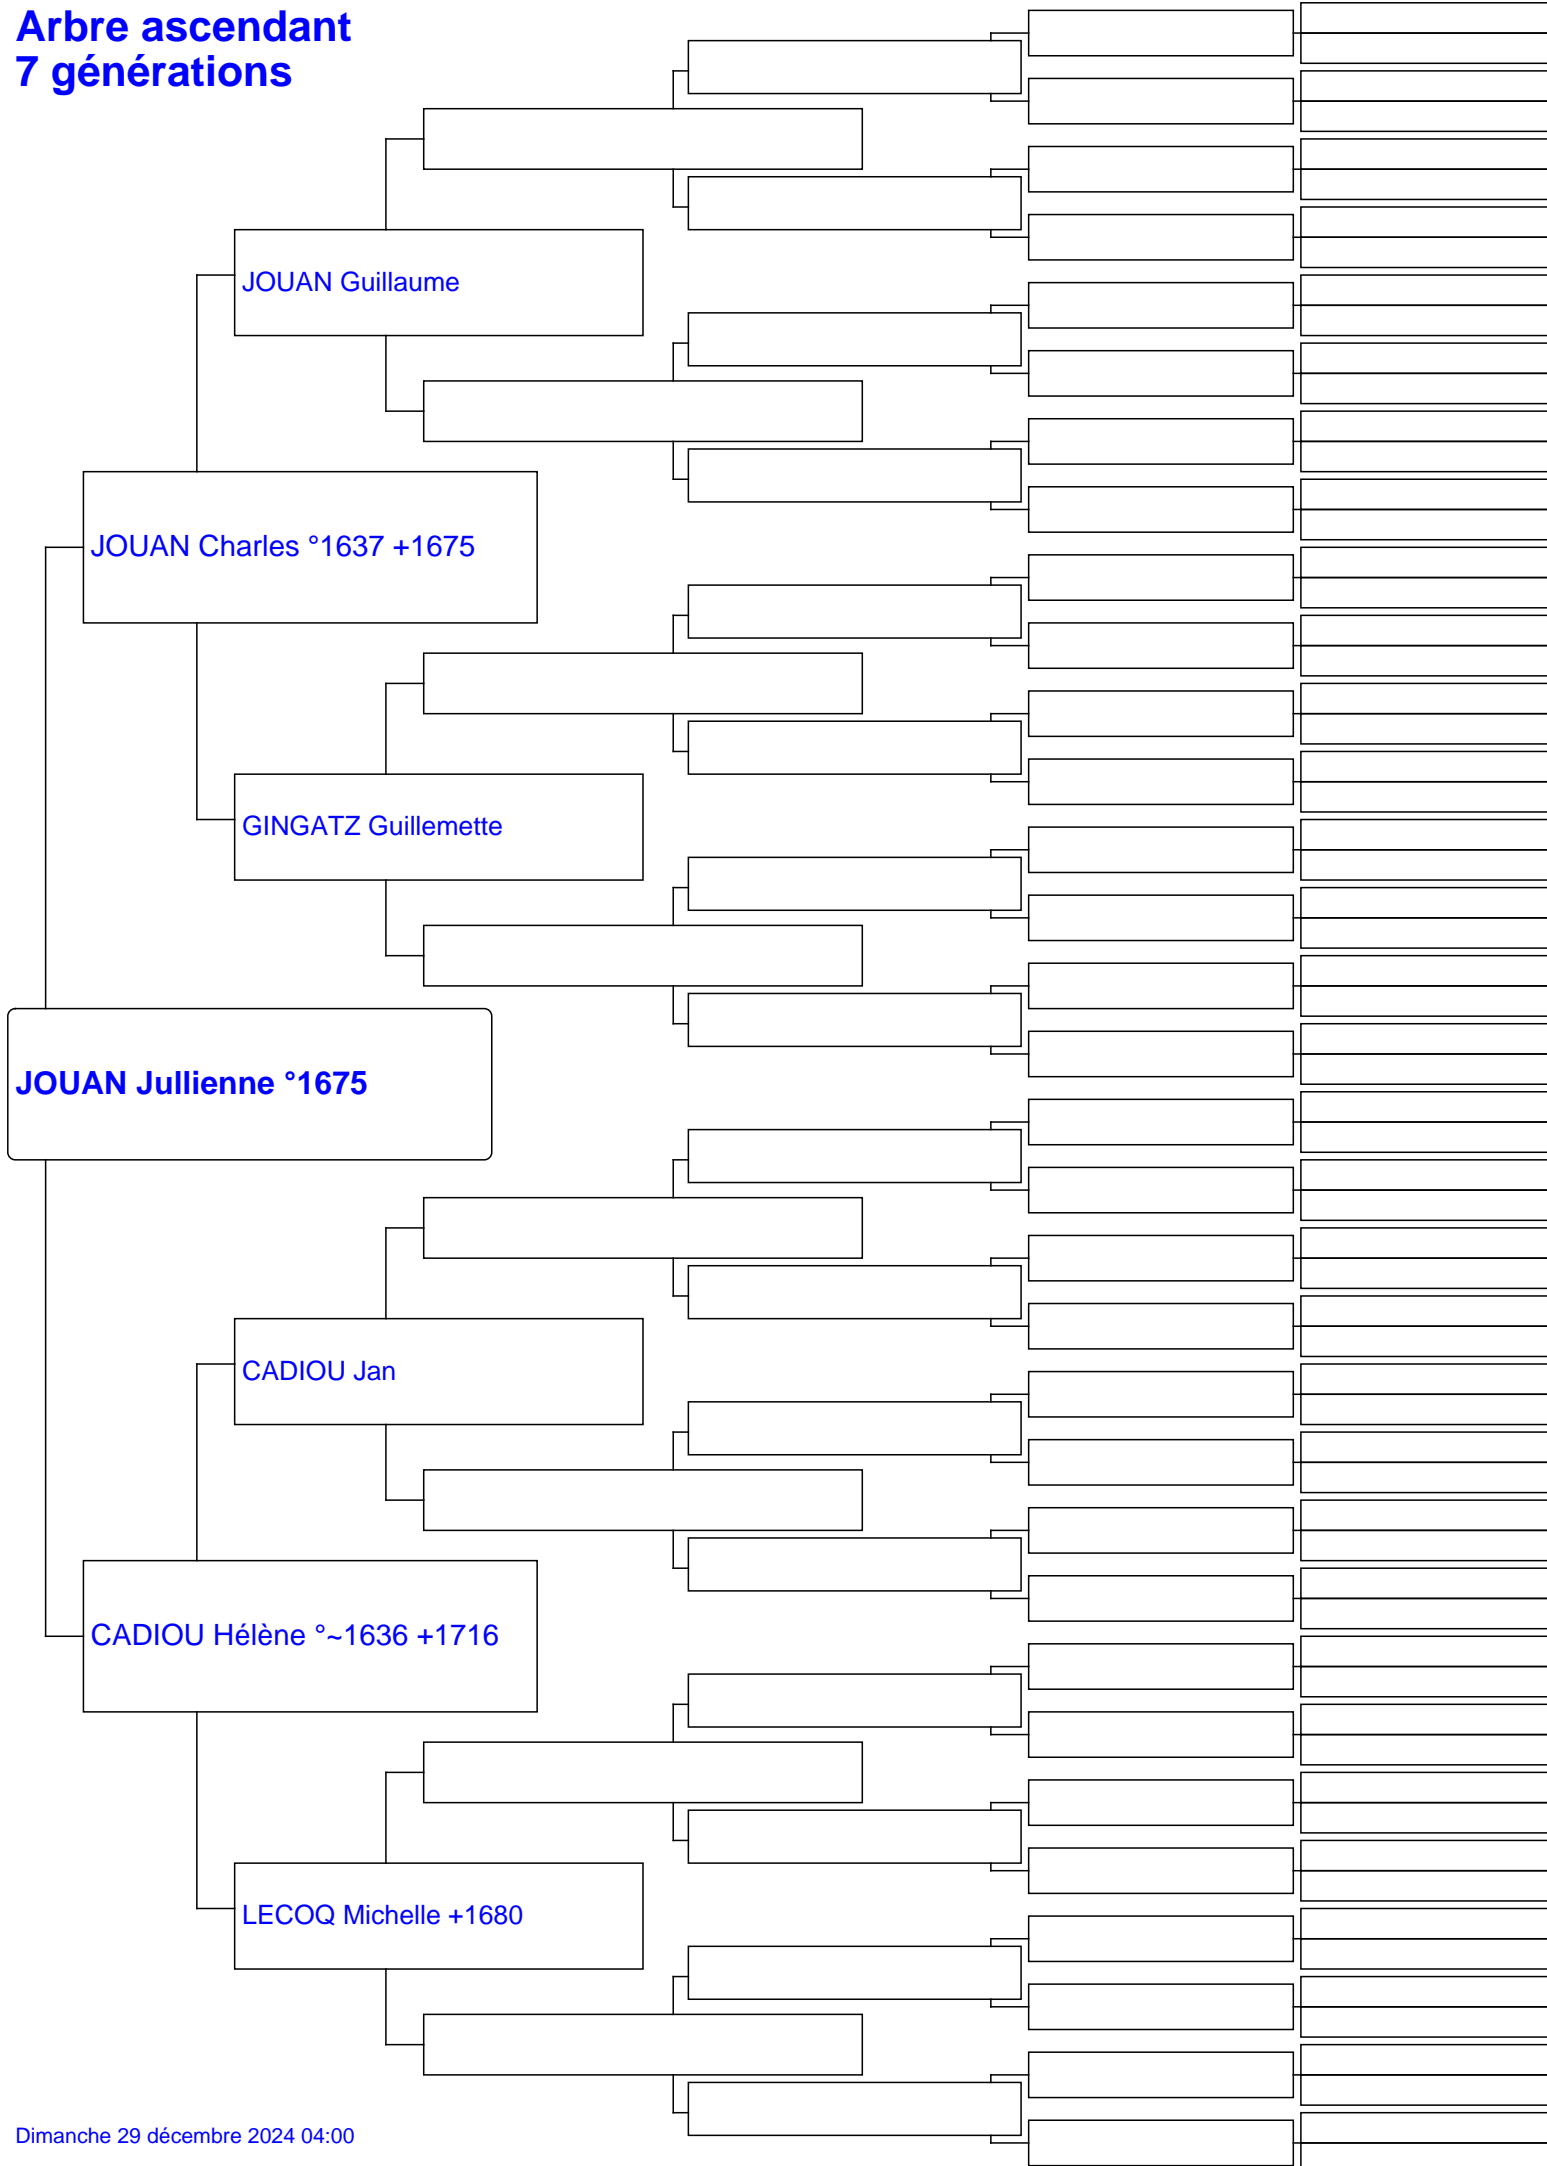 Arbre ascendant
7 générations
JOUAN Guillaume
JOUAN Charles °1637 +1675
GINGATZ Guillemette
JOUAN Jullienne °1675
CADIOU Jan
CADIOU Hélène °~1636 +1716
LECOQ Michelle +1680
Dimanche 29 décembre 2024 04:00